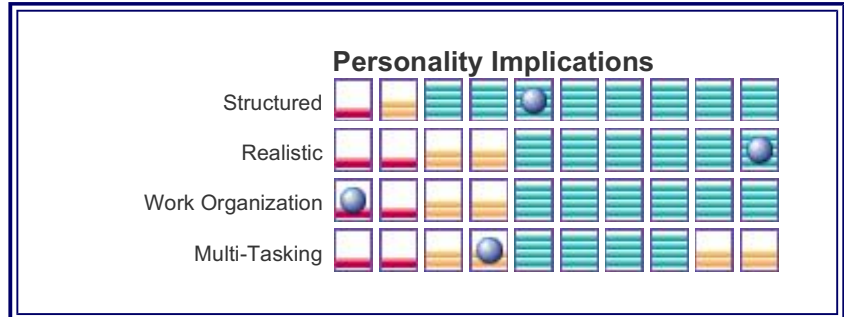 Personality Implications
Structured
Realistic
Work Organization
Multi-Tasking